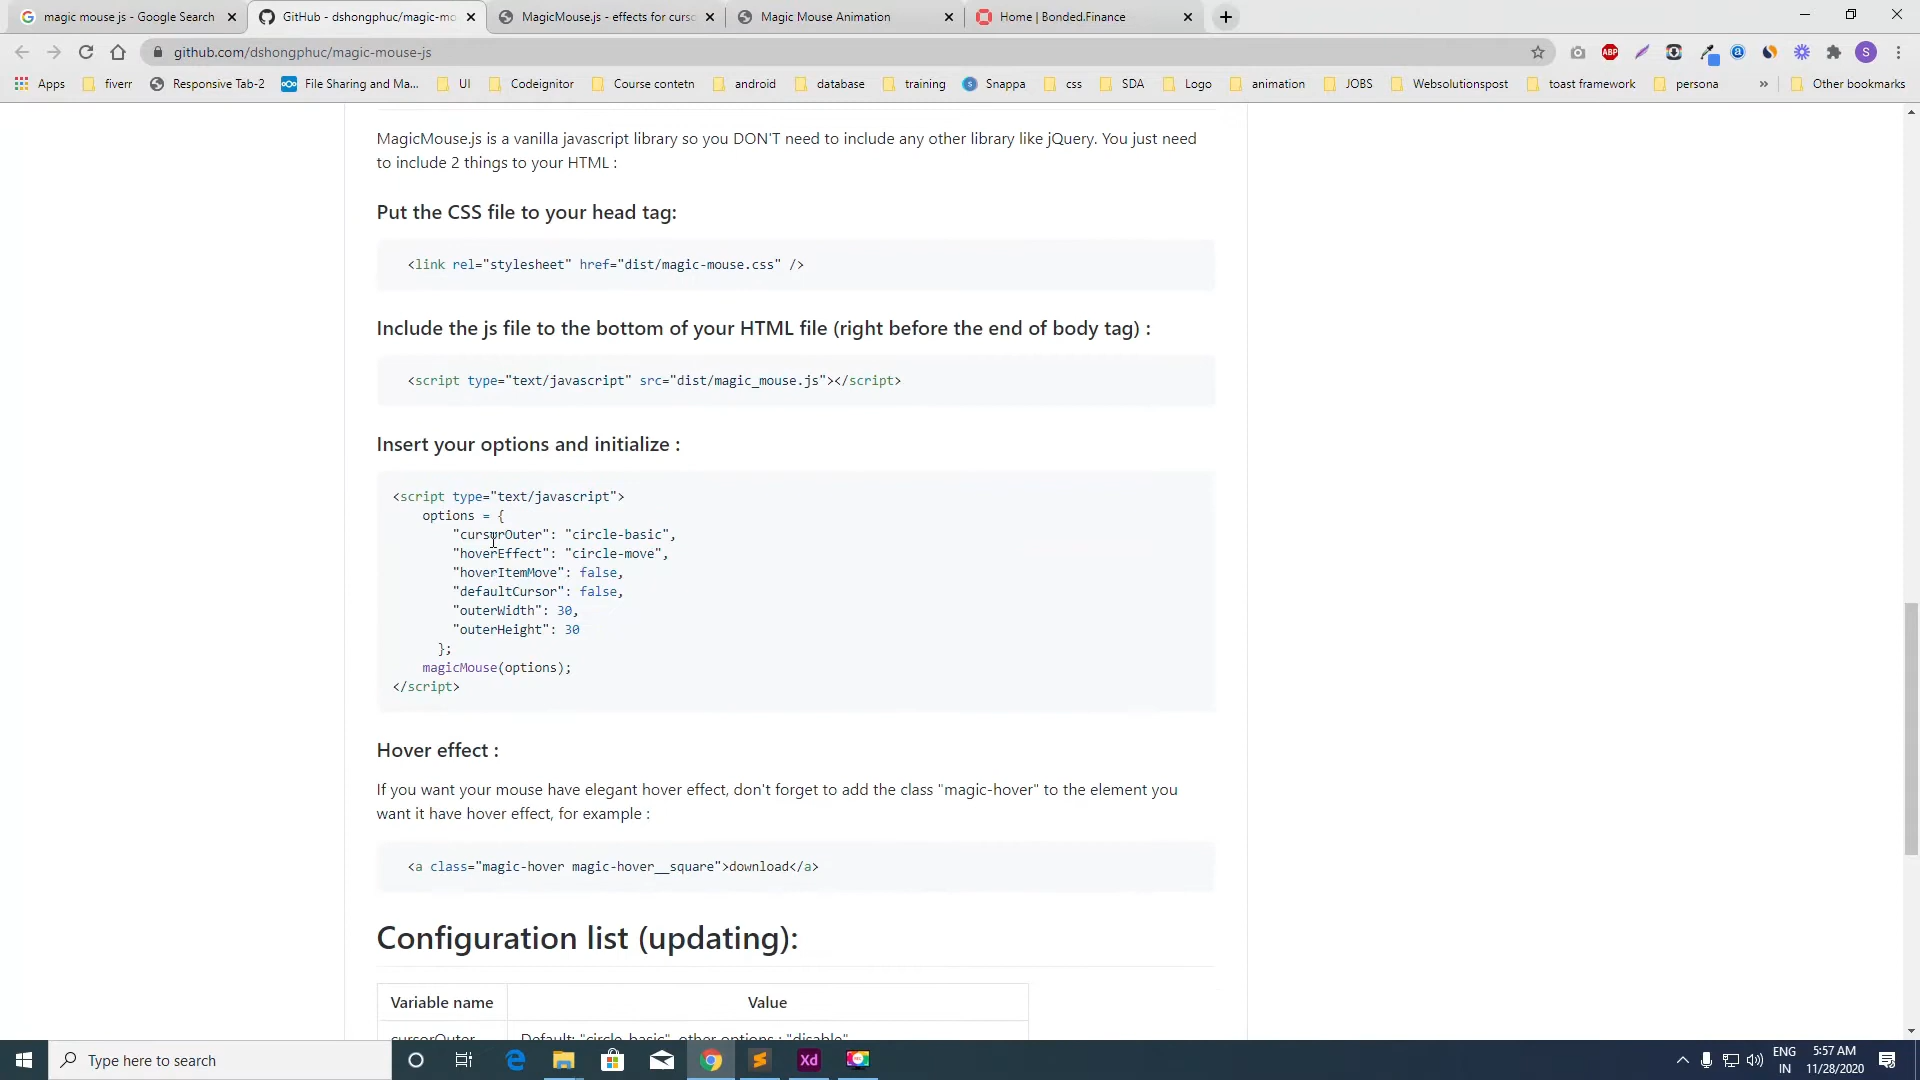 magic mouse js - Google Search
GitHub - dshongphuc/magic-mo
MagicMouse.js - effects for curso
Magic Mouse Animation
Home | Bonded.Finance
github.com/dshongphuc/magic-mouse-js
ABP
S
Apps
fiverr
Responsive Tab-2
File Sharing and Ma...
UI
Codeignitor
Course contetn
android
database
training
Snappa
css
SDA
Logo
animation
JOBS
Websolutionspost
toast framework
persona
»
Other bookmarks
MagicMouse.js is a vanilla javascript library so you DON'T need to include any other library like jQuery. You just need
to include 2 things to your HTML :
Put the CSS file to your head tag:
<link rel="stylesheet" href="dist/magic-mouse.css" />
Include the js file to the bottom of your HTML file (right before the end of body tag) :
<script type="text/javascript" src="dist/magic_mouse.js"></script>
Insert your options and initialize :
<script type="text/javascript">
options = {
"cursurOuter": "circle-basic",
"hoverEffect": "circle-move",
"hoverItemMove": false,
"defaultCursor": false,
"outerWidth": 30,
"outerHeight": 30
};
magicMouse(options);
</script>
Hover effect :
If you want your mouse have elegant hover effect, don't forget to add the class "magic-hover" to the element you
want it have hover effect, for example :
<a class="magic-hover magic-hover__square">download</a>
Configuration list (updating):
Variable name
Value
cursorOuter
Default: "circle-basic", other options : "disable"
Type here to search
Xd
ENG
IN
5:57 AM
11/28/2020